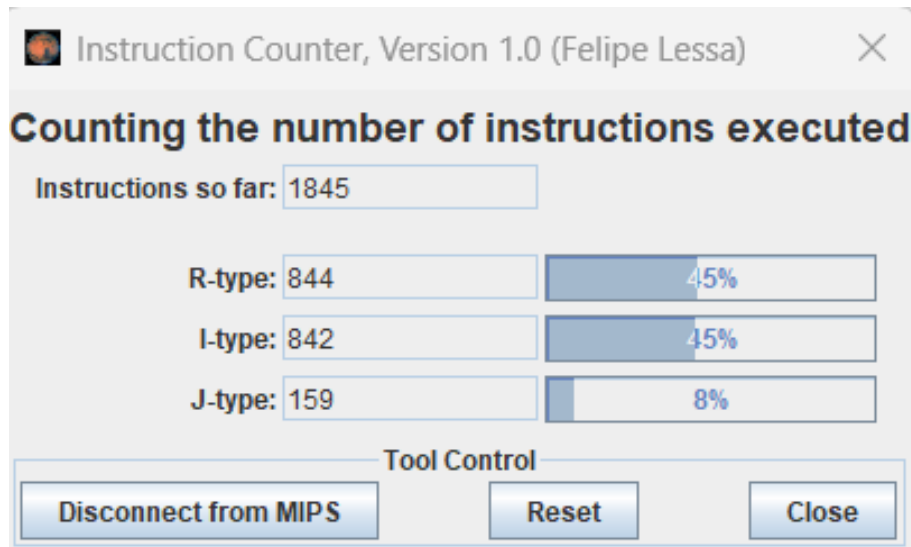 Instruction Counter, Version 1.0 (Felipe Lessa)
Counting the number of instructions executed
Instructions so far: 1845
R-type: 844 45%
I-type: 842 45%
J-type: 159 8%
Tool Control
Disconnect from MIPS Reset Close